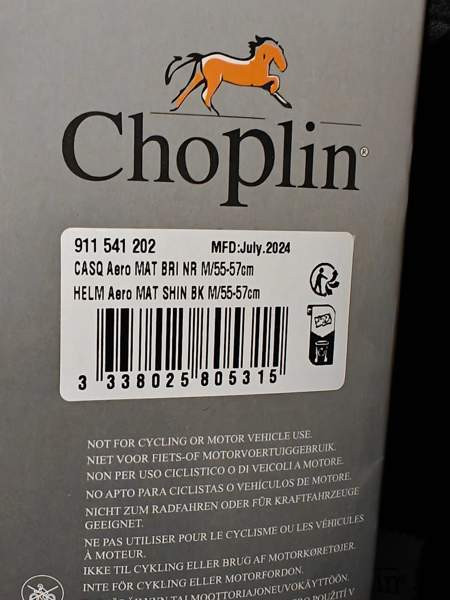 Choplin®
911 541 202 MFD:July.2024
CASQ Aero MAT BRI NR M/55-57cm
HELM Aero MAT SHIN BK M/55-57cm
3 338025 805315
NOT FOR CYCLING OR MOTOR VEHICLE USE.
NIET VOOR FIETS-OF MOTORVOERTUIGGEBRUIK.
NON PER USO CICLISTICO O DI VEICOLI A MOTORE.
NO APTO PARA CICLISTAS O VEHÍCULOS DE MOTORE.
NICHT ZUM RADFAHREN ODER FÜR KRAFTFAHRZEUGE
GEEIGNET.
NE PAS UTILISER POUR LE CYCLISME OU LES VÉHICULES
À MOTEUR.
IKKE TIL CYKLING ELLER BRUG AF MOTORKØRETØJER.
INTE FÖR CYKLING ELLER MOTORFORDON.
TAI MOOTTORIAJONEUVOKÄYTTÖÖN.
POUŽITÍ V